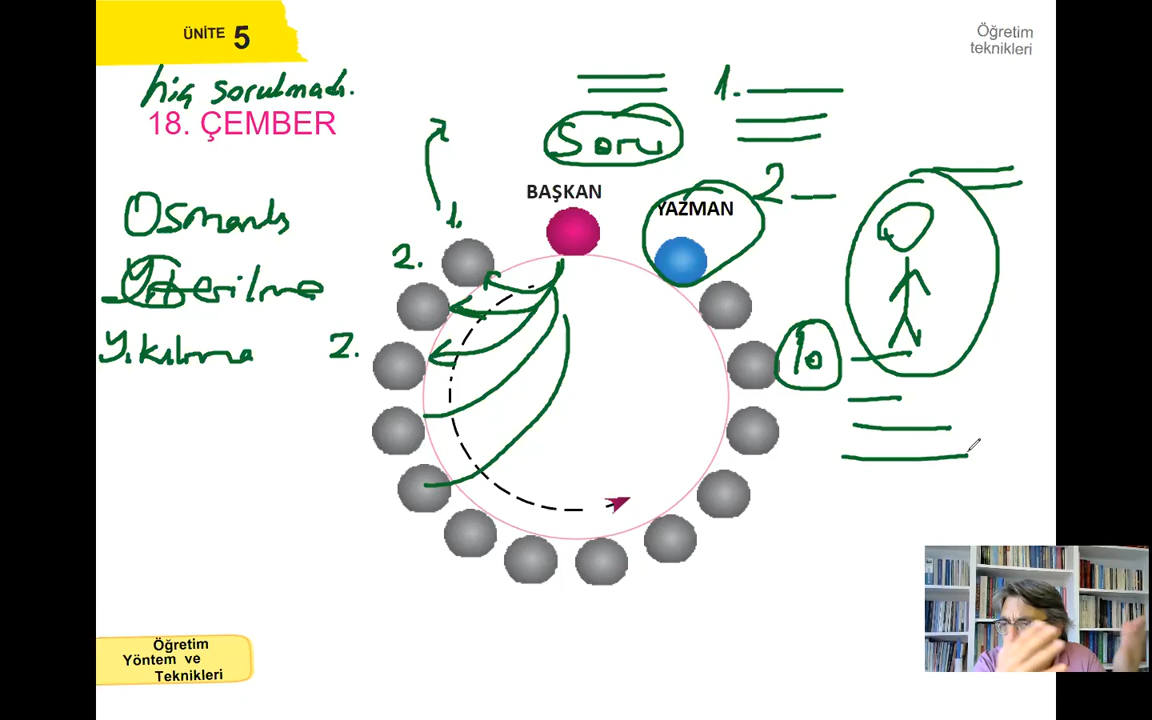 ÜNİTE 5
Öğretim
teknikleri
hiç sorulmadı.
18. ÇEMBER
1.
Soru
BAŞKAN
YAZMAN
2
1.
2.
Osmanlı
Y. kılma
2.
10
Öğretim
Yöntem ve
Teknikleri